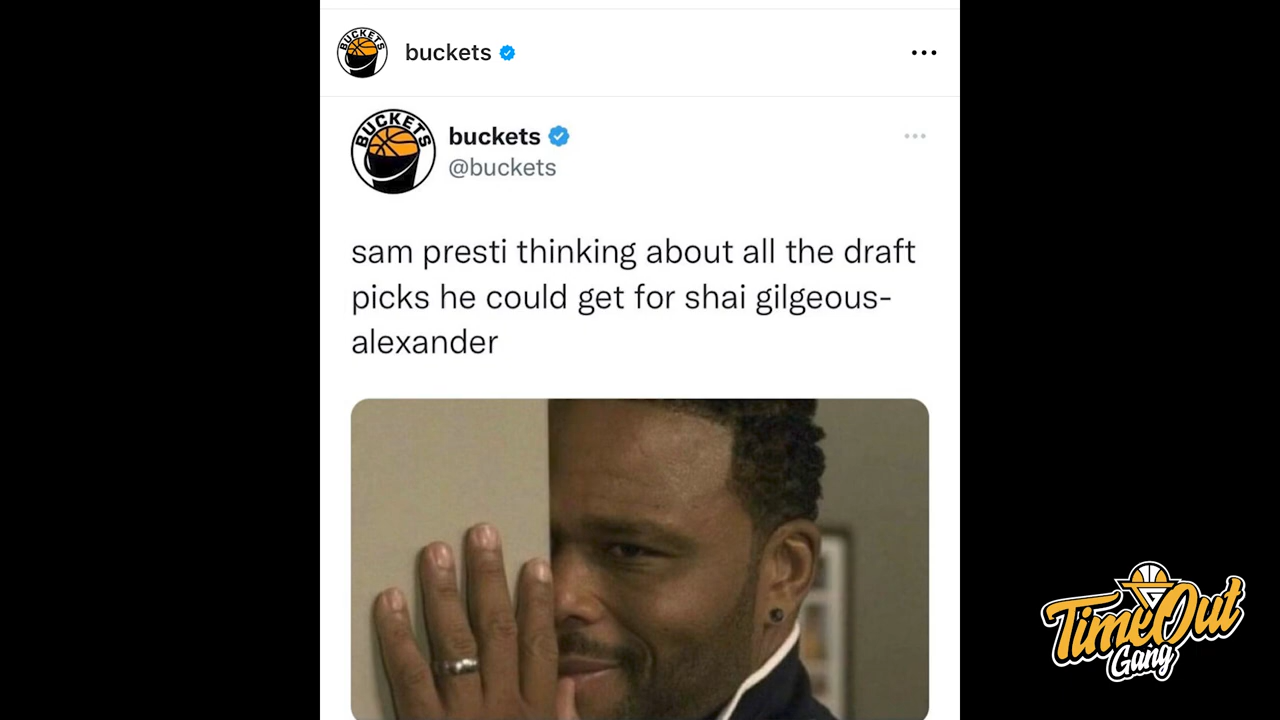 BUCKETS
buckets
BUCKETS
buckets
@buckets
sam presti thinking about all the draft
picks he could get for shai gilgeous-
alexander
TimeOut
Gang